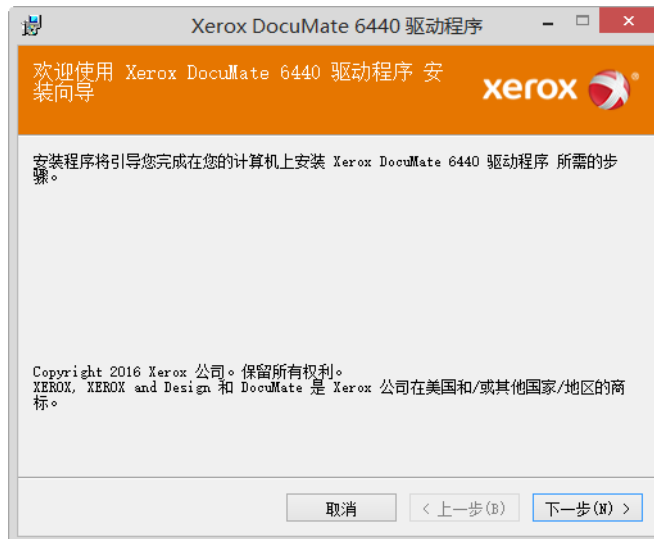 Xerox DocuMate 6440 驱动程序
欢迎使用 Xerox DocuMate 6440 驱动程序 安
装向导
xerox
安装程序将引导您完成在您的计算机上安装 Xerox DocuMate 6440 驱动程序 所需的步
骤。
Copyright 2016 Xerox 公司。保留所有权利。
XEROX, XEROX and Design 和 DocuMate 是 Xerox 公司在美国和/或其他国家/地区的商
标。
取消 < 上一步(B) 下一步(N) >